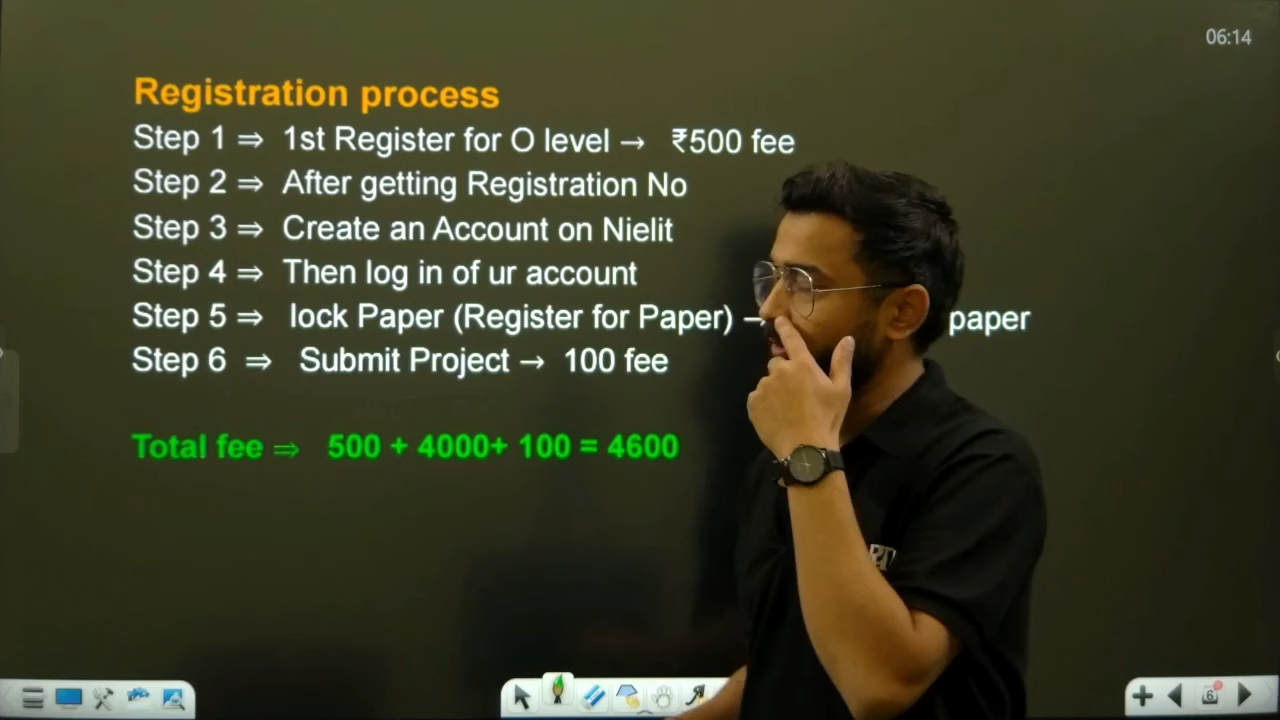 06:14
Registration process
Step 1 ⇒ 1st Register for O level → ₹500 fee
Step 2 ⇒ After getting Registration No
Step 3 ⇒ Create an Account on Nielit
Step 4 ⇒ Then log in of ur account
Step 5 ⇒ lock Paper (Register for Paper) → paper
Step 6 ⇒ Submit Project → 100 fee
Total fee ⇒ 500 + 4000+ 100 = 4600
6